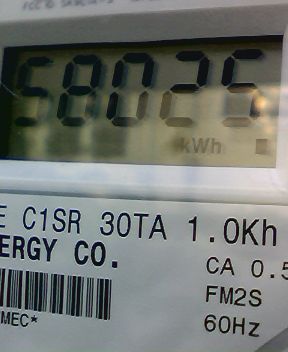 58025
kWh
E C1SR 30TA 1.0Kh
ERGY CO.
CA 0.5
FM2S
MEC*
60Hz